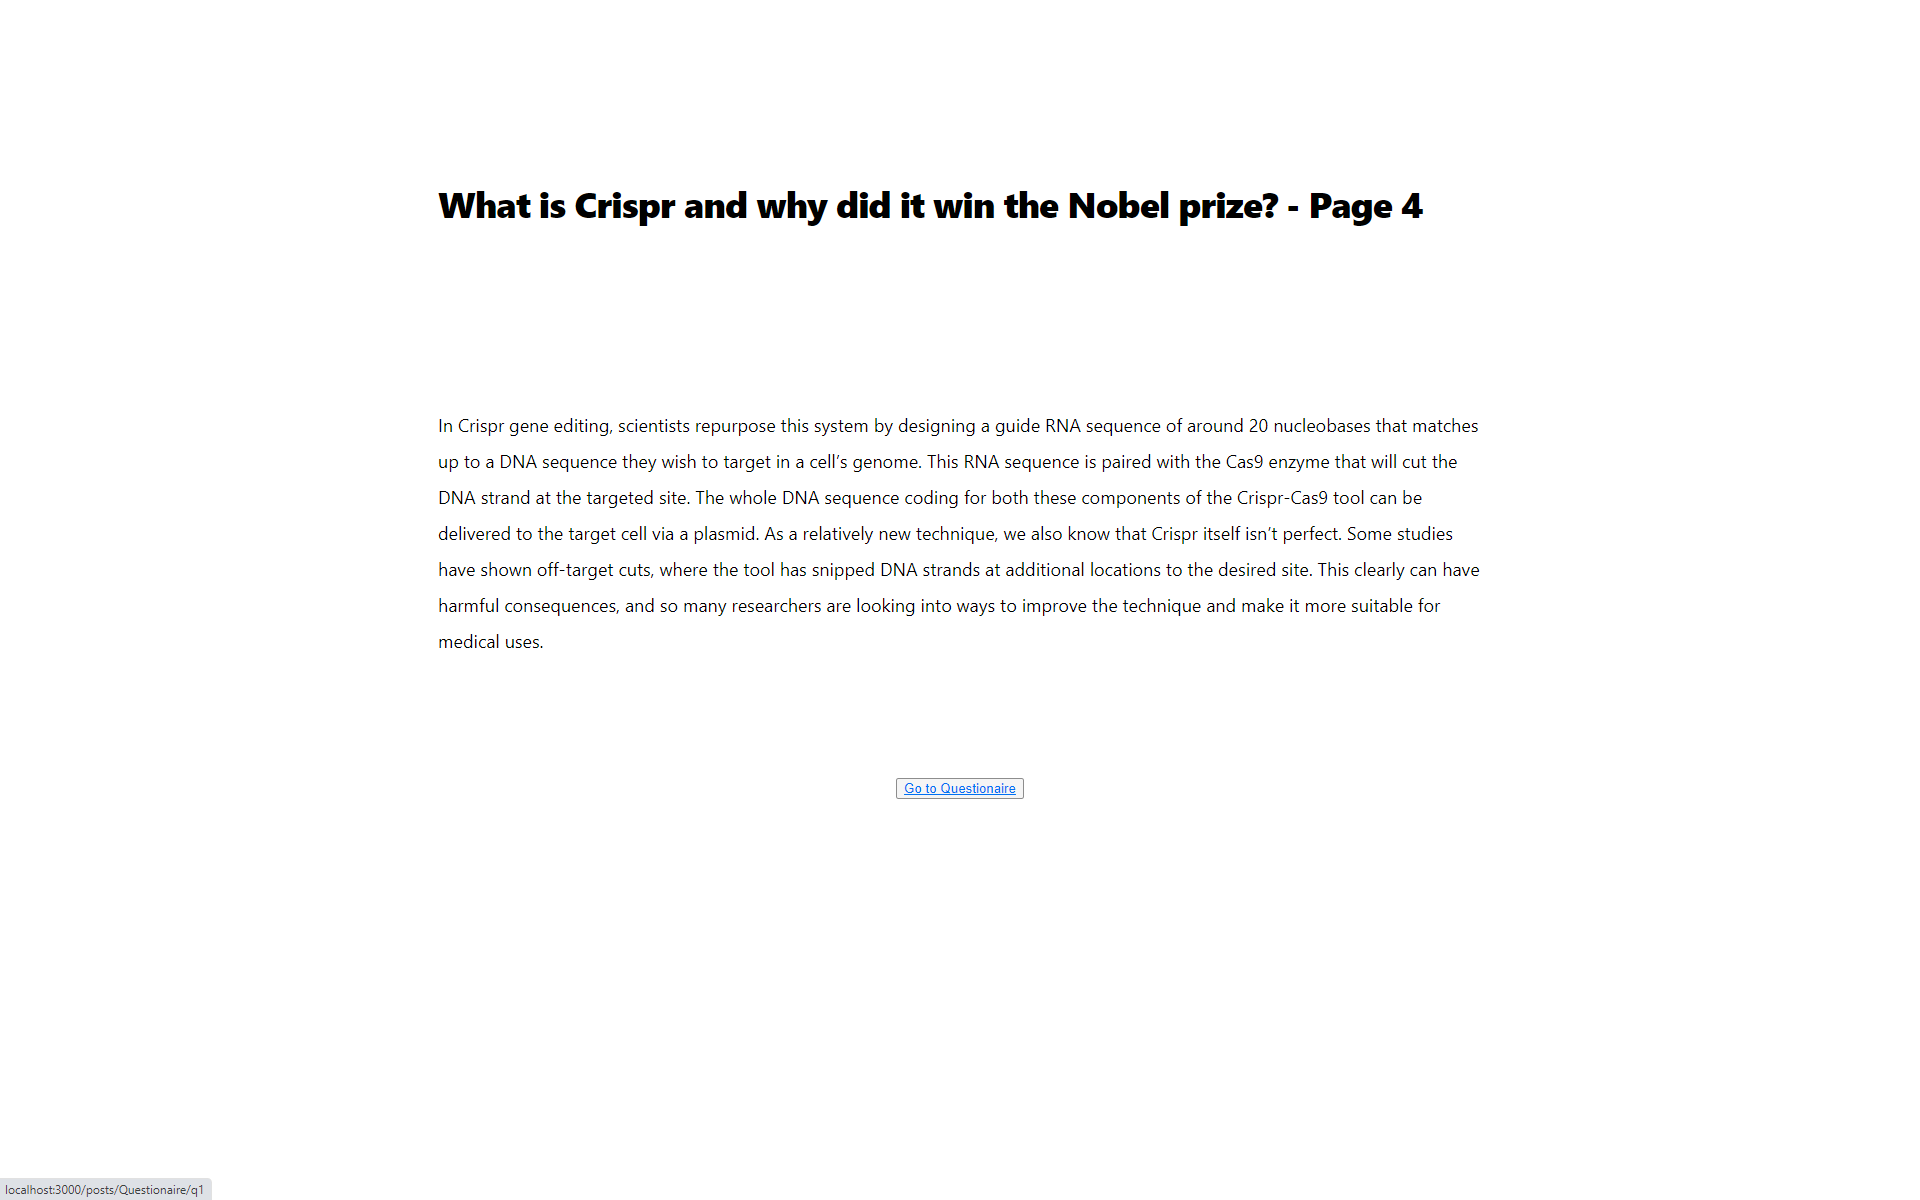 What is Crispr and why did it win the Nobel prize? - Page 4
In Crispr gene editing, scientists repurpose this system by designing a guide RNA sequence of around 20 nucleobases that matches
up to a DNA sequence they wish to target in a cell’s genome. This RNA sequence is paired with the Cas9 enzyme that will cut the
DNA strand at the targeted site. The whole DNA sequence coding for both these components of the Crispr-Cas9 tool can be
delivered to the target cell via a plasmid. As a relatively new technique, we also know that Crispr itself isn’t perfect. Some studies
have shown off-target cuts, where the tool has snipped DNA strands at additional locations to the desired site. This clearly can have
harmful consequences, and so many researchers are looking into ways to improve the technique and make it more suitable for
medical uses.
Go to Questionaire
localhost:3000/posts/Questionaire/q1